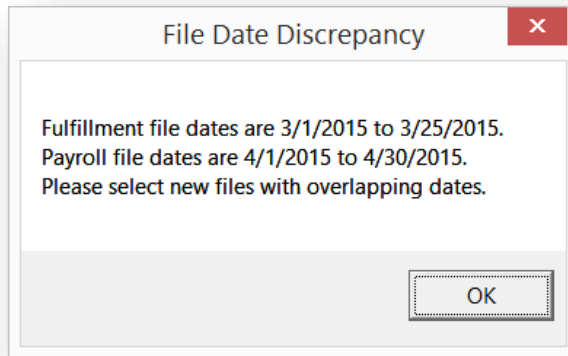 File Date Discrepancy
Fulfillment file dates are 3/1/2015 to 3/25/2015.
Payroll file dates are 4/1/2015 to 4/30/2015.
Please select new files with overlapping dates.
OK